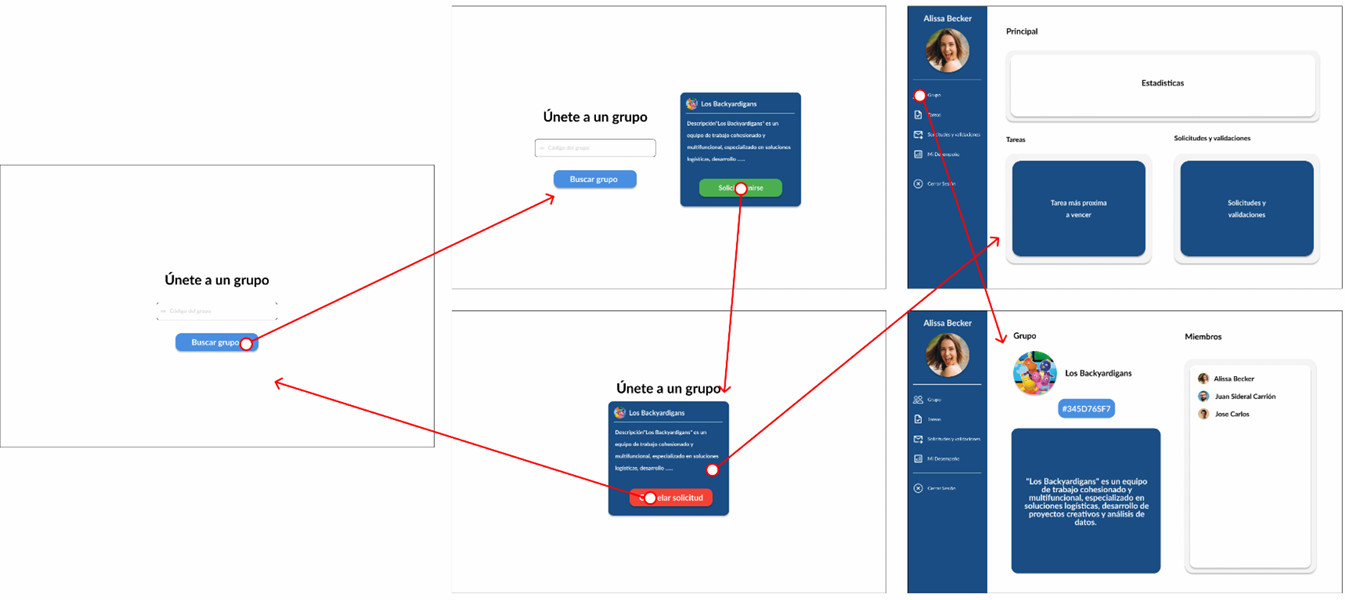 Únete a un grupo
Código del grupo
Buscar grupo
Únete a un grupo
Código del grupo
Buscar grupo
Los Backyardigans
Descripción"Los Backyardigans" es un
equipo de trabajo cohesionado y
multifuncional, especializado en soluciones
logísticas, desarrollo ......
Únete a un grupo
Los Backyardigans
Descripción"Los Backyardigans" es un
equipo de trabajo cohesionado y
multifuncional, especializado en soluciones
logísticas, desarrollo ......
solicitud
Alissa Becker
Grupo
Tareas
Solicitudes y validaciones
Mi Desempeño
Cerrar Sesión
Principal
Estadísticas
Tareas
Tarea más proxima
a vencer
Solicitudes y validaciones
Solicitudes y
validaciones
Alissa Becker
Grupo
Tareas
Solicitudes y validaciones
Mi Desempeño
Cerrar Sesión
Grupo
Los Backyardigans
#345D76SF7
"Los Backyardigans" es un equipo
de trabajo cohesionado y
multifuncional, especializado en
soluciones logísticas, desarrollo de
proyectos creativos y análisis de
datos.
Miembros
Alissa Becker
Juan Sideral Carrión
Jose Carlos